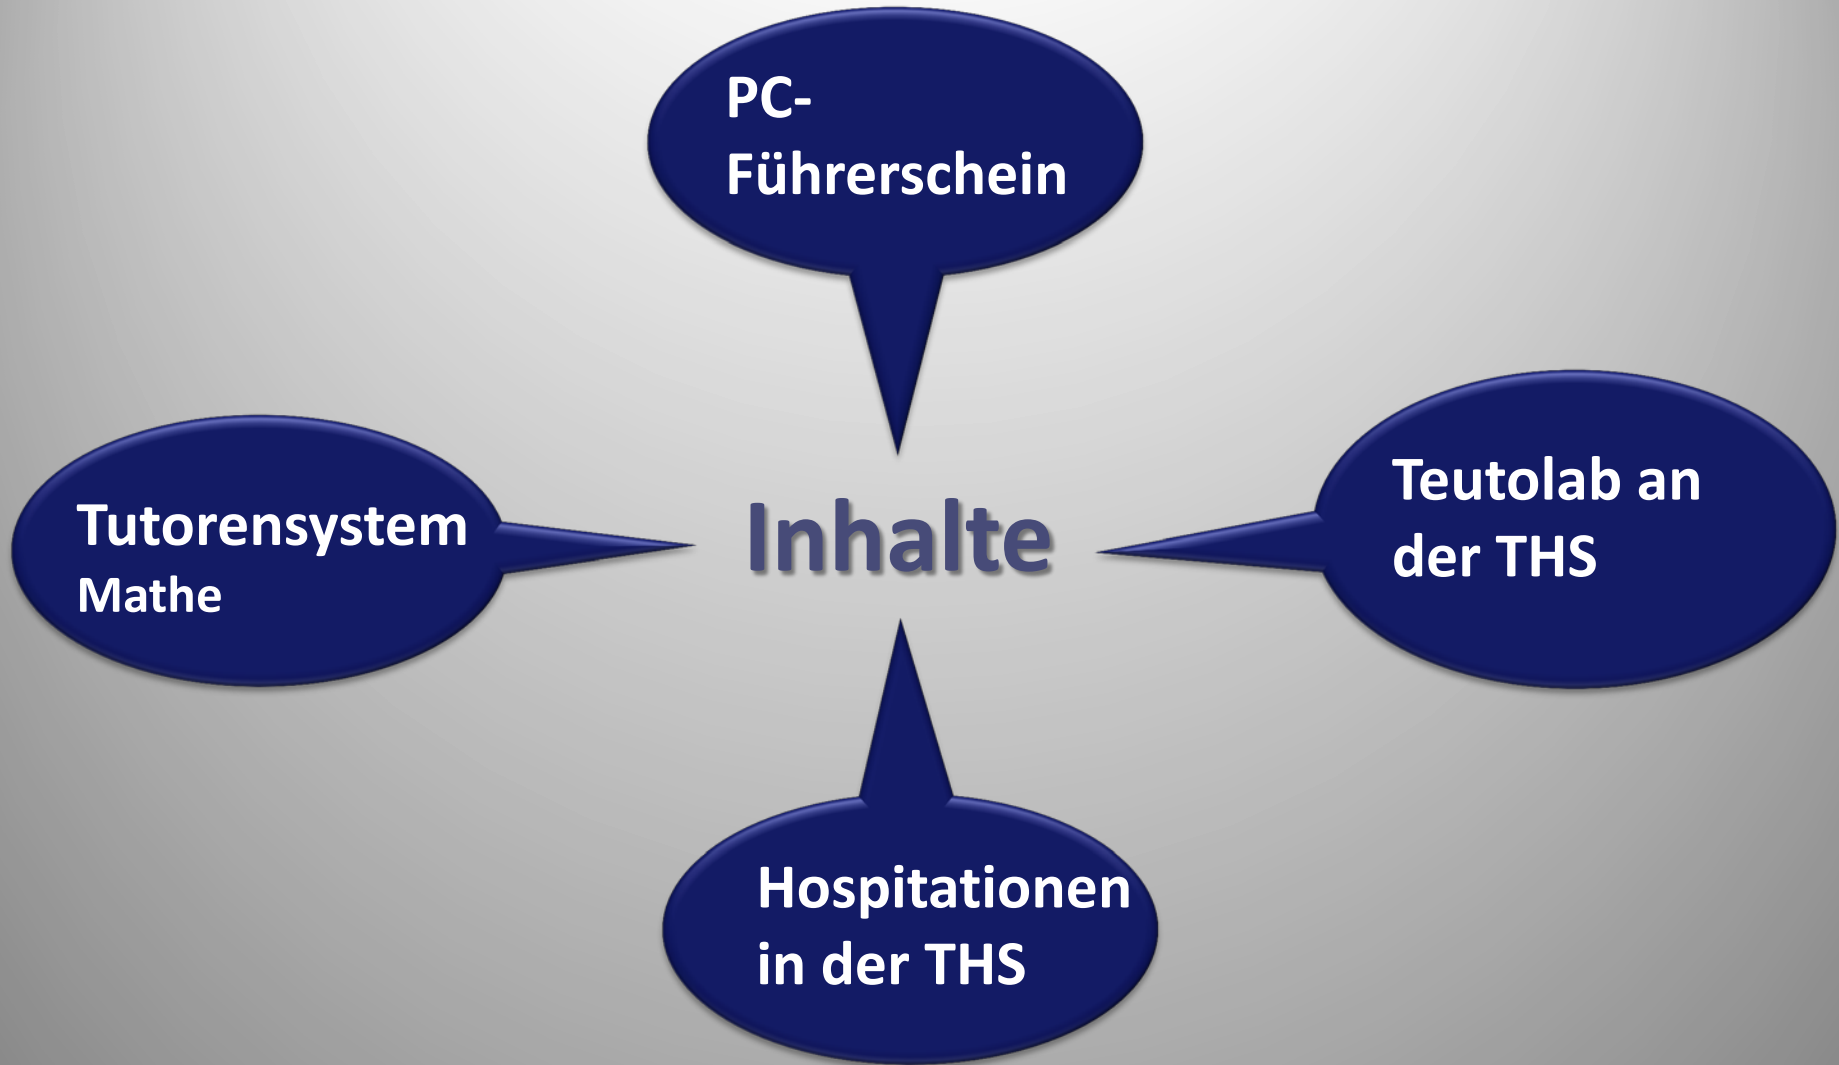 PC-
Führerschein
Tutorensystem
Mathe
Inhalte
Teutolab an
der THS
Hospitationen
in der THS